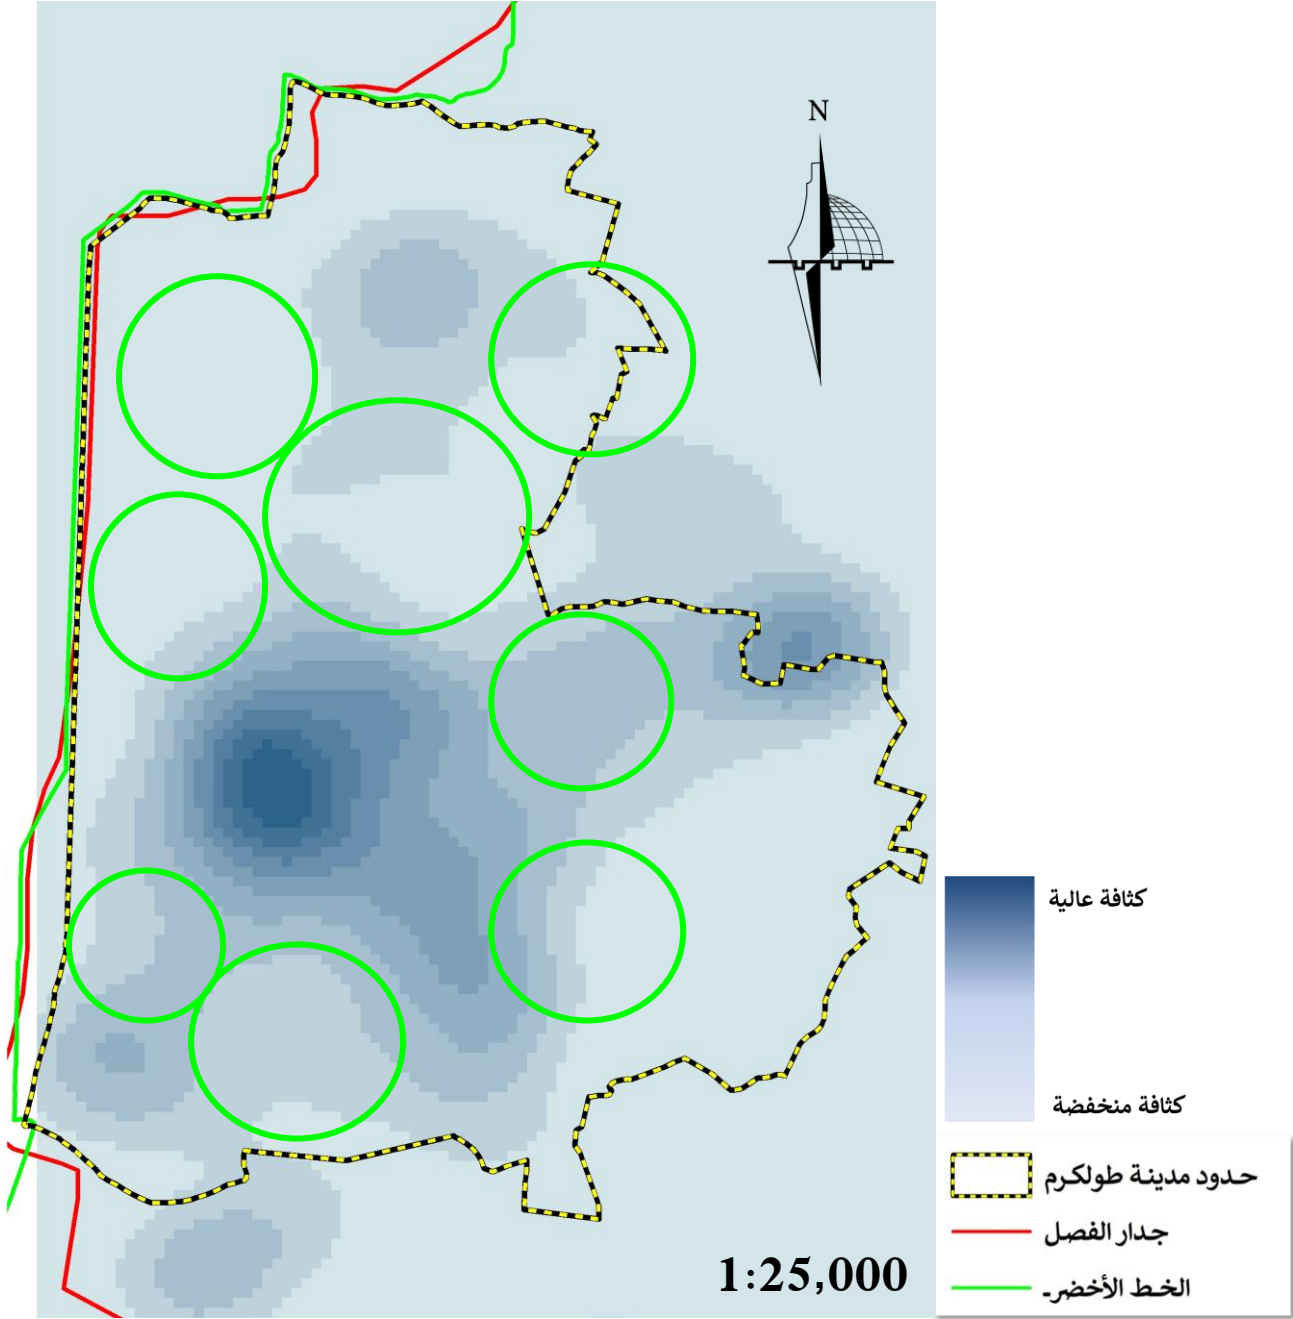 N
كثافة عالية
كثافة منخفضة
حدود مدينة طولكرم
جدار الفصل
الخط الأخضر
1:25,000